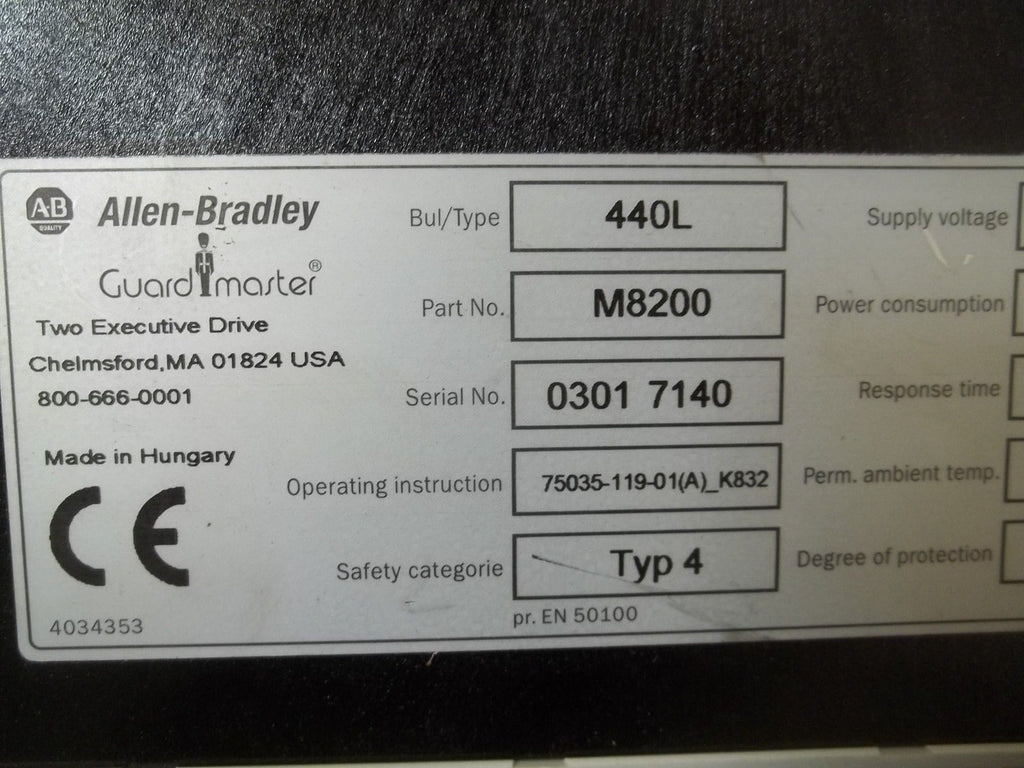 A-B
QUALITY
Allen-Bradley
Guardmaster®
Two Executive Drive
Chelmsford,MA 01824 USA
800-666-0001
Made in Hungary
CE
4034353
Bul/Type 440L
Part No. M8200
Serial No. 0301 7140
Operating instruction 75035-119-01(A)_K832
Safety categorie Typ 4
pr. EN 50100
Supply voltage
Power consumption
Response time
Perm. ambient temp.
Degree of protection